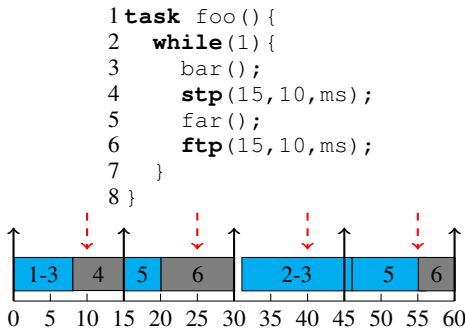 1 task foo(){
2 while(1){
3 bar();
4 stp(15,10,ms);
5 far();
6 ftp(15,10,ms);
7 }
8 }
1-3 4 5 6 2-3 5 6
0 5 10 15 20 25 30 35 40 45 50 55 60